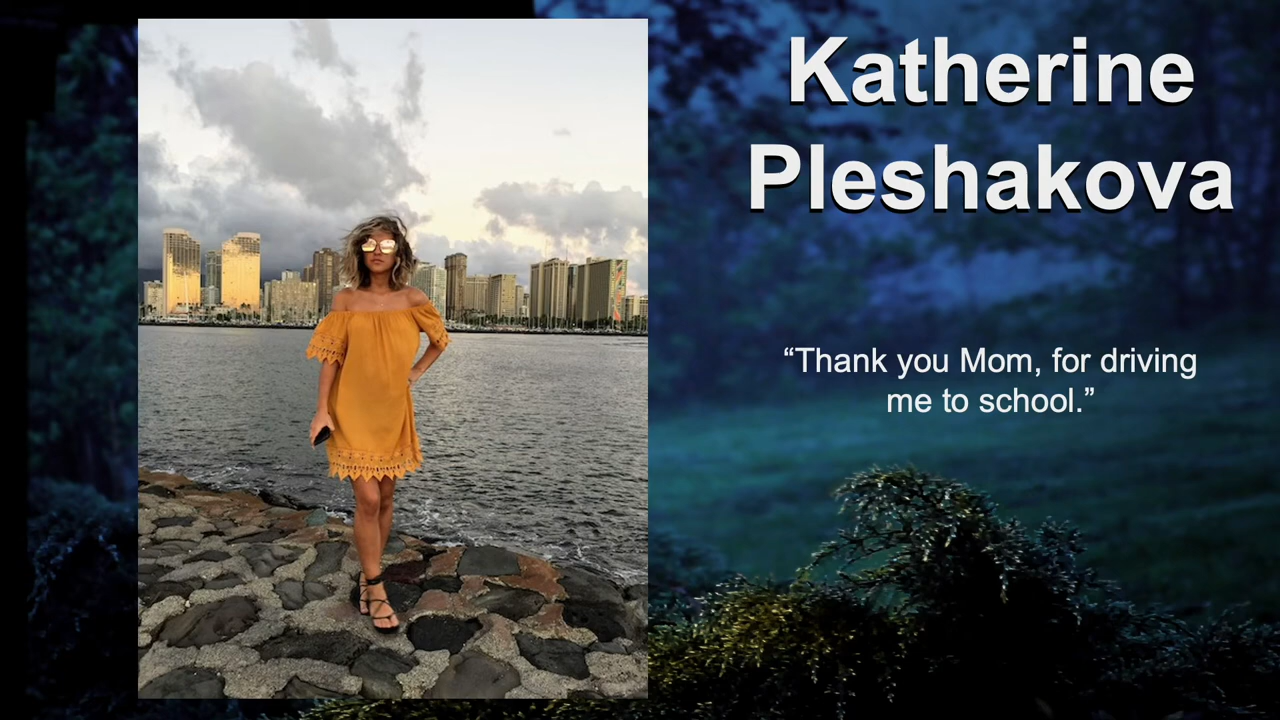 Katherine
Pleshakova
“Thank you Mom, for driving
me to school.”